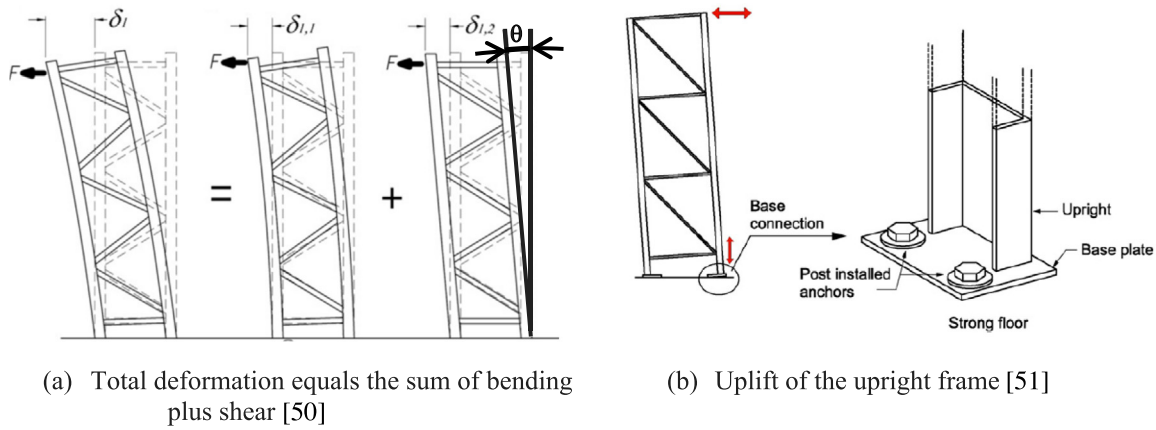 δ₁
δ₁,₁
δ₁,₂
θ
F
F
F
=
+
Base
connection
Upright
Base plate
Post installed
anchors
Strong floor
(a) Total deformation equals the sum of bending
plus shear [50]
(b) Uplift of the upright frame [51]